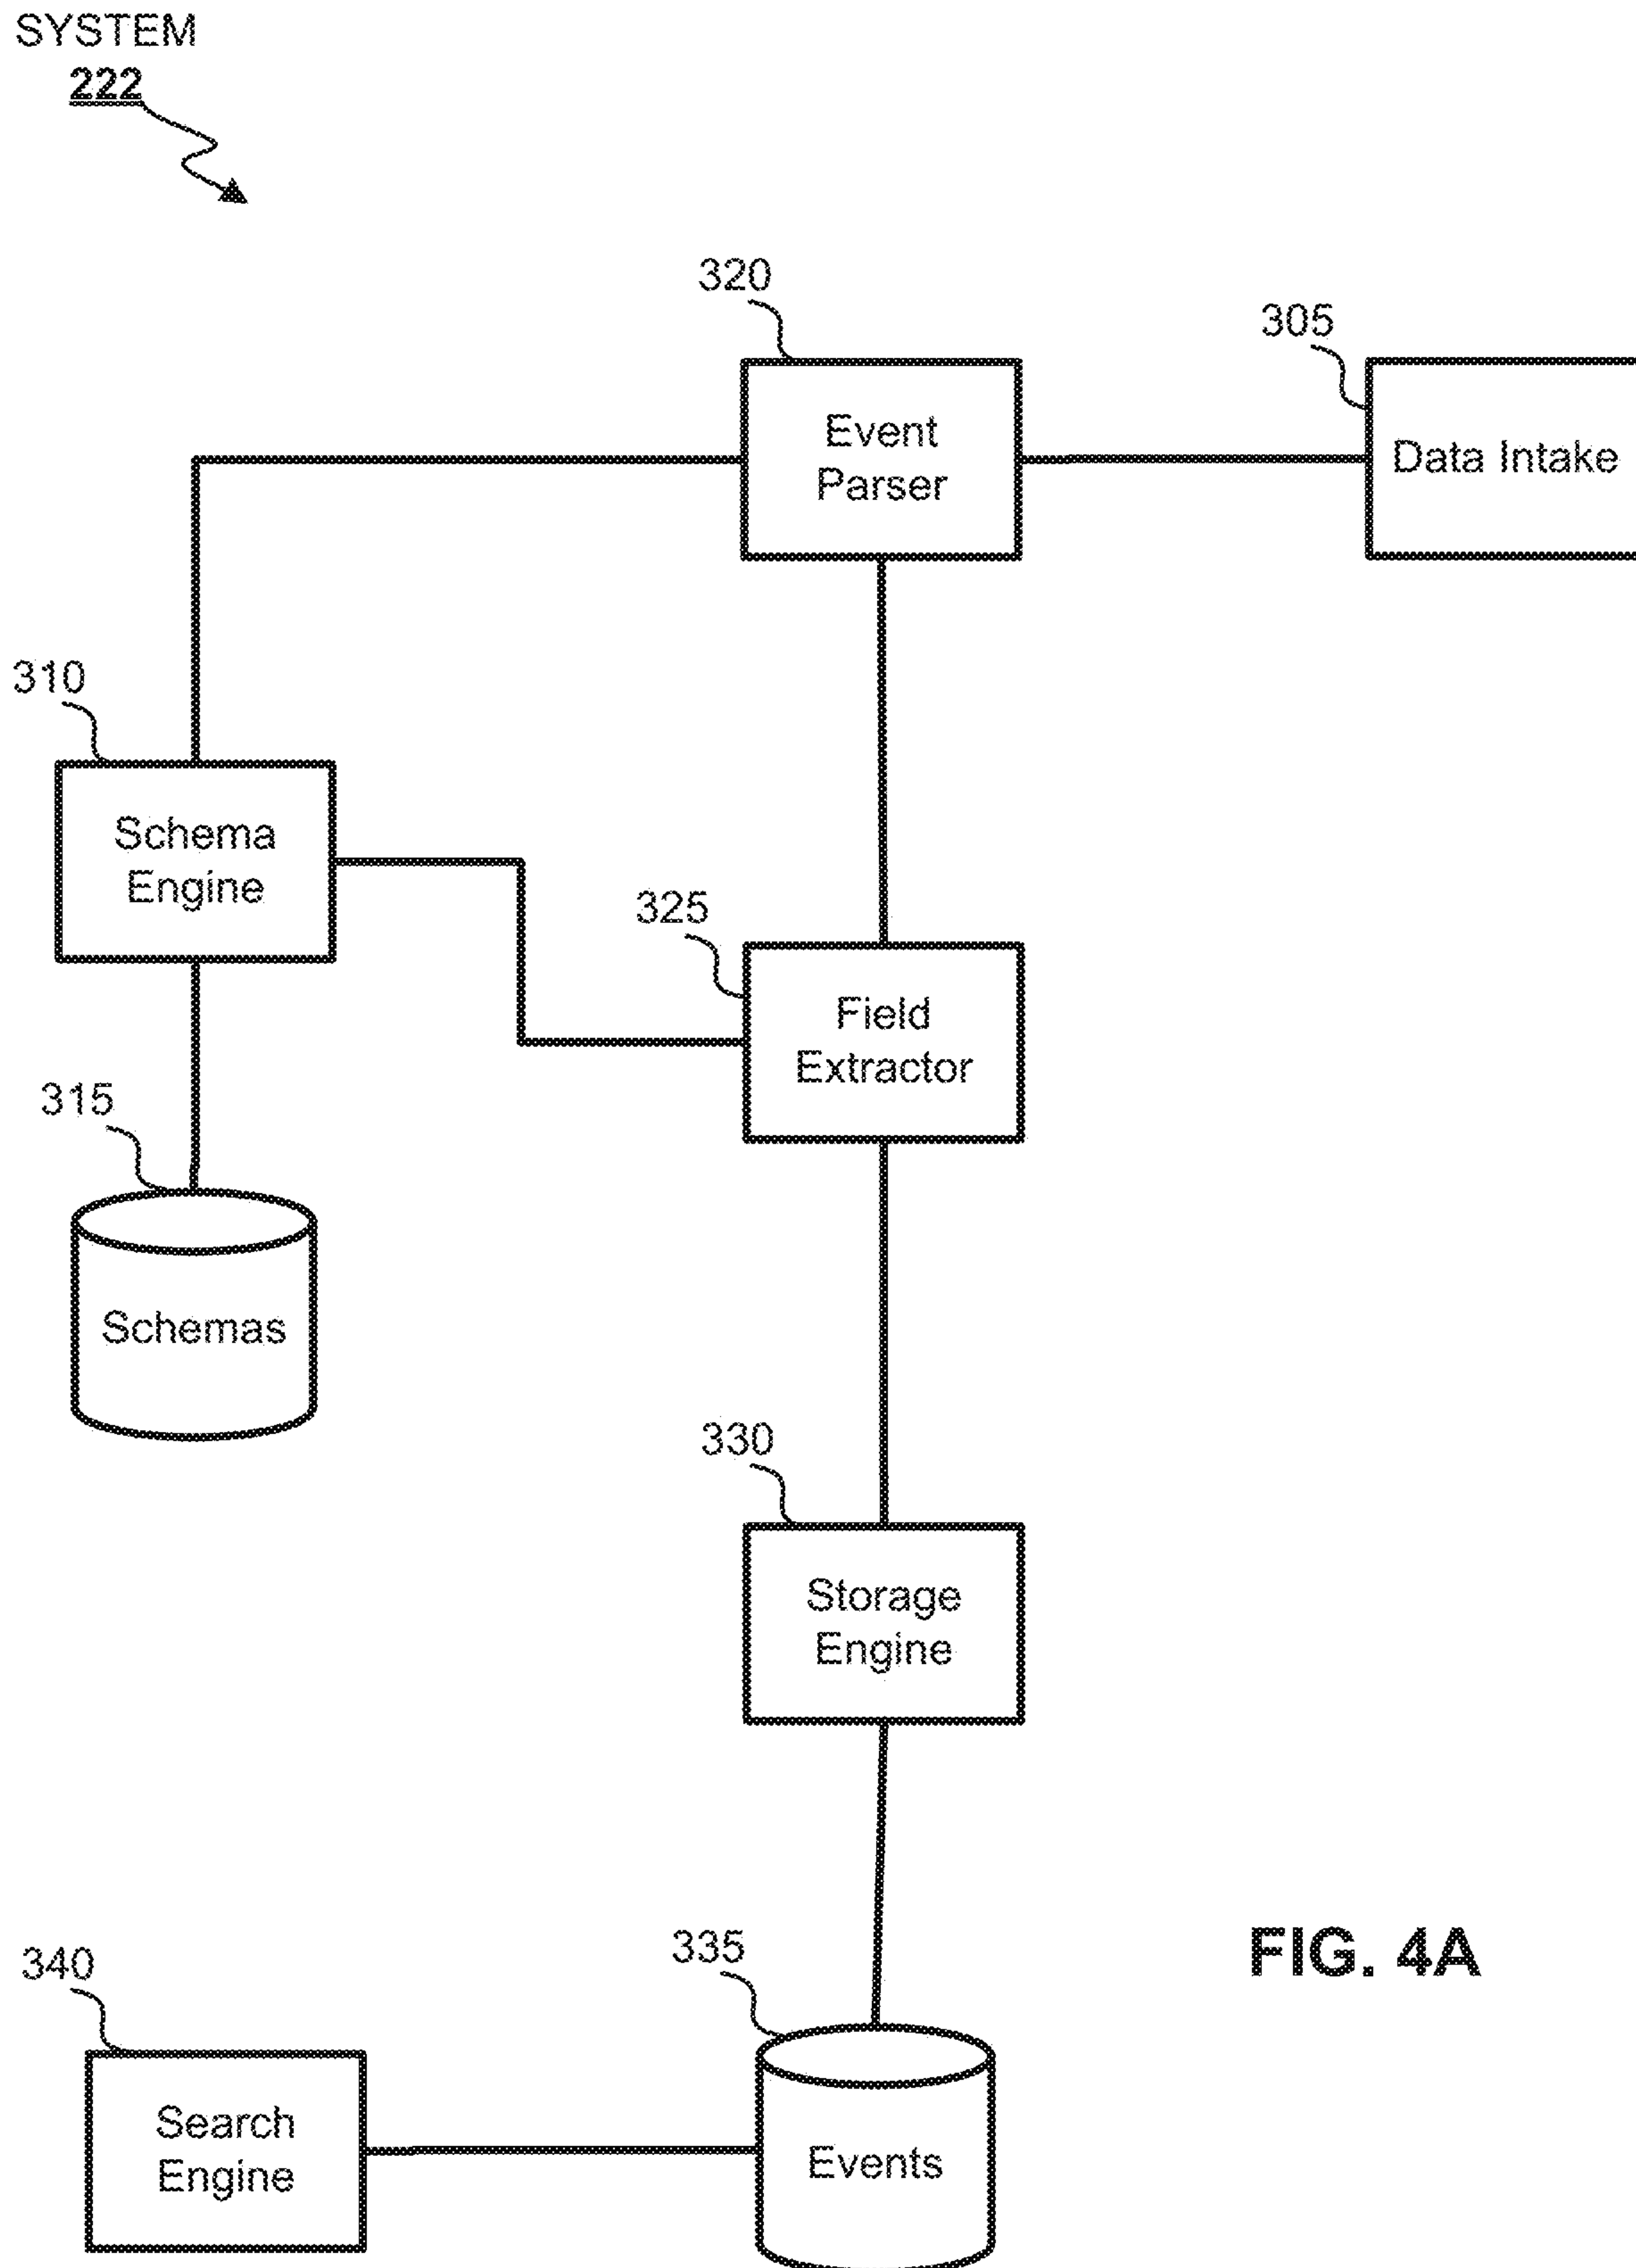 SYSTEM
222
320
305
Event
Parser
Data Intake
310
Schema
Engine
325
Field
Extractor
315
Schemas
330
Storage
Engine
FIG. 4A
340
335
Search
Engine
Events